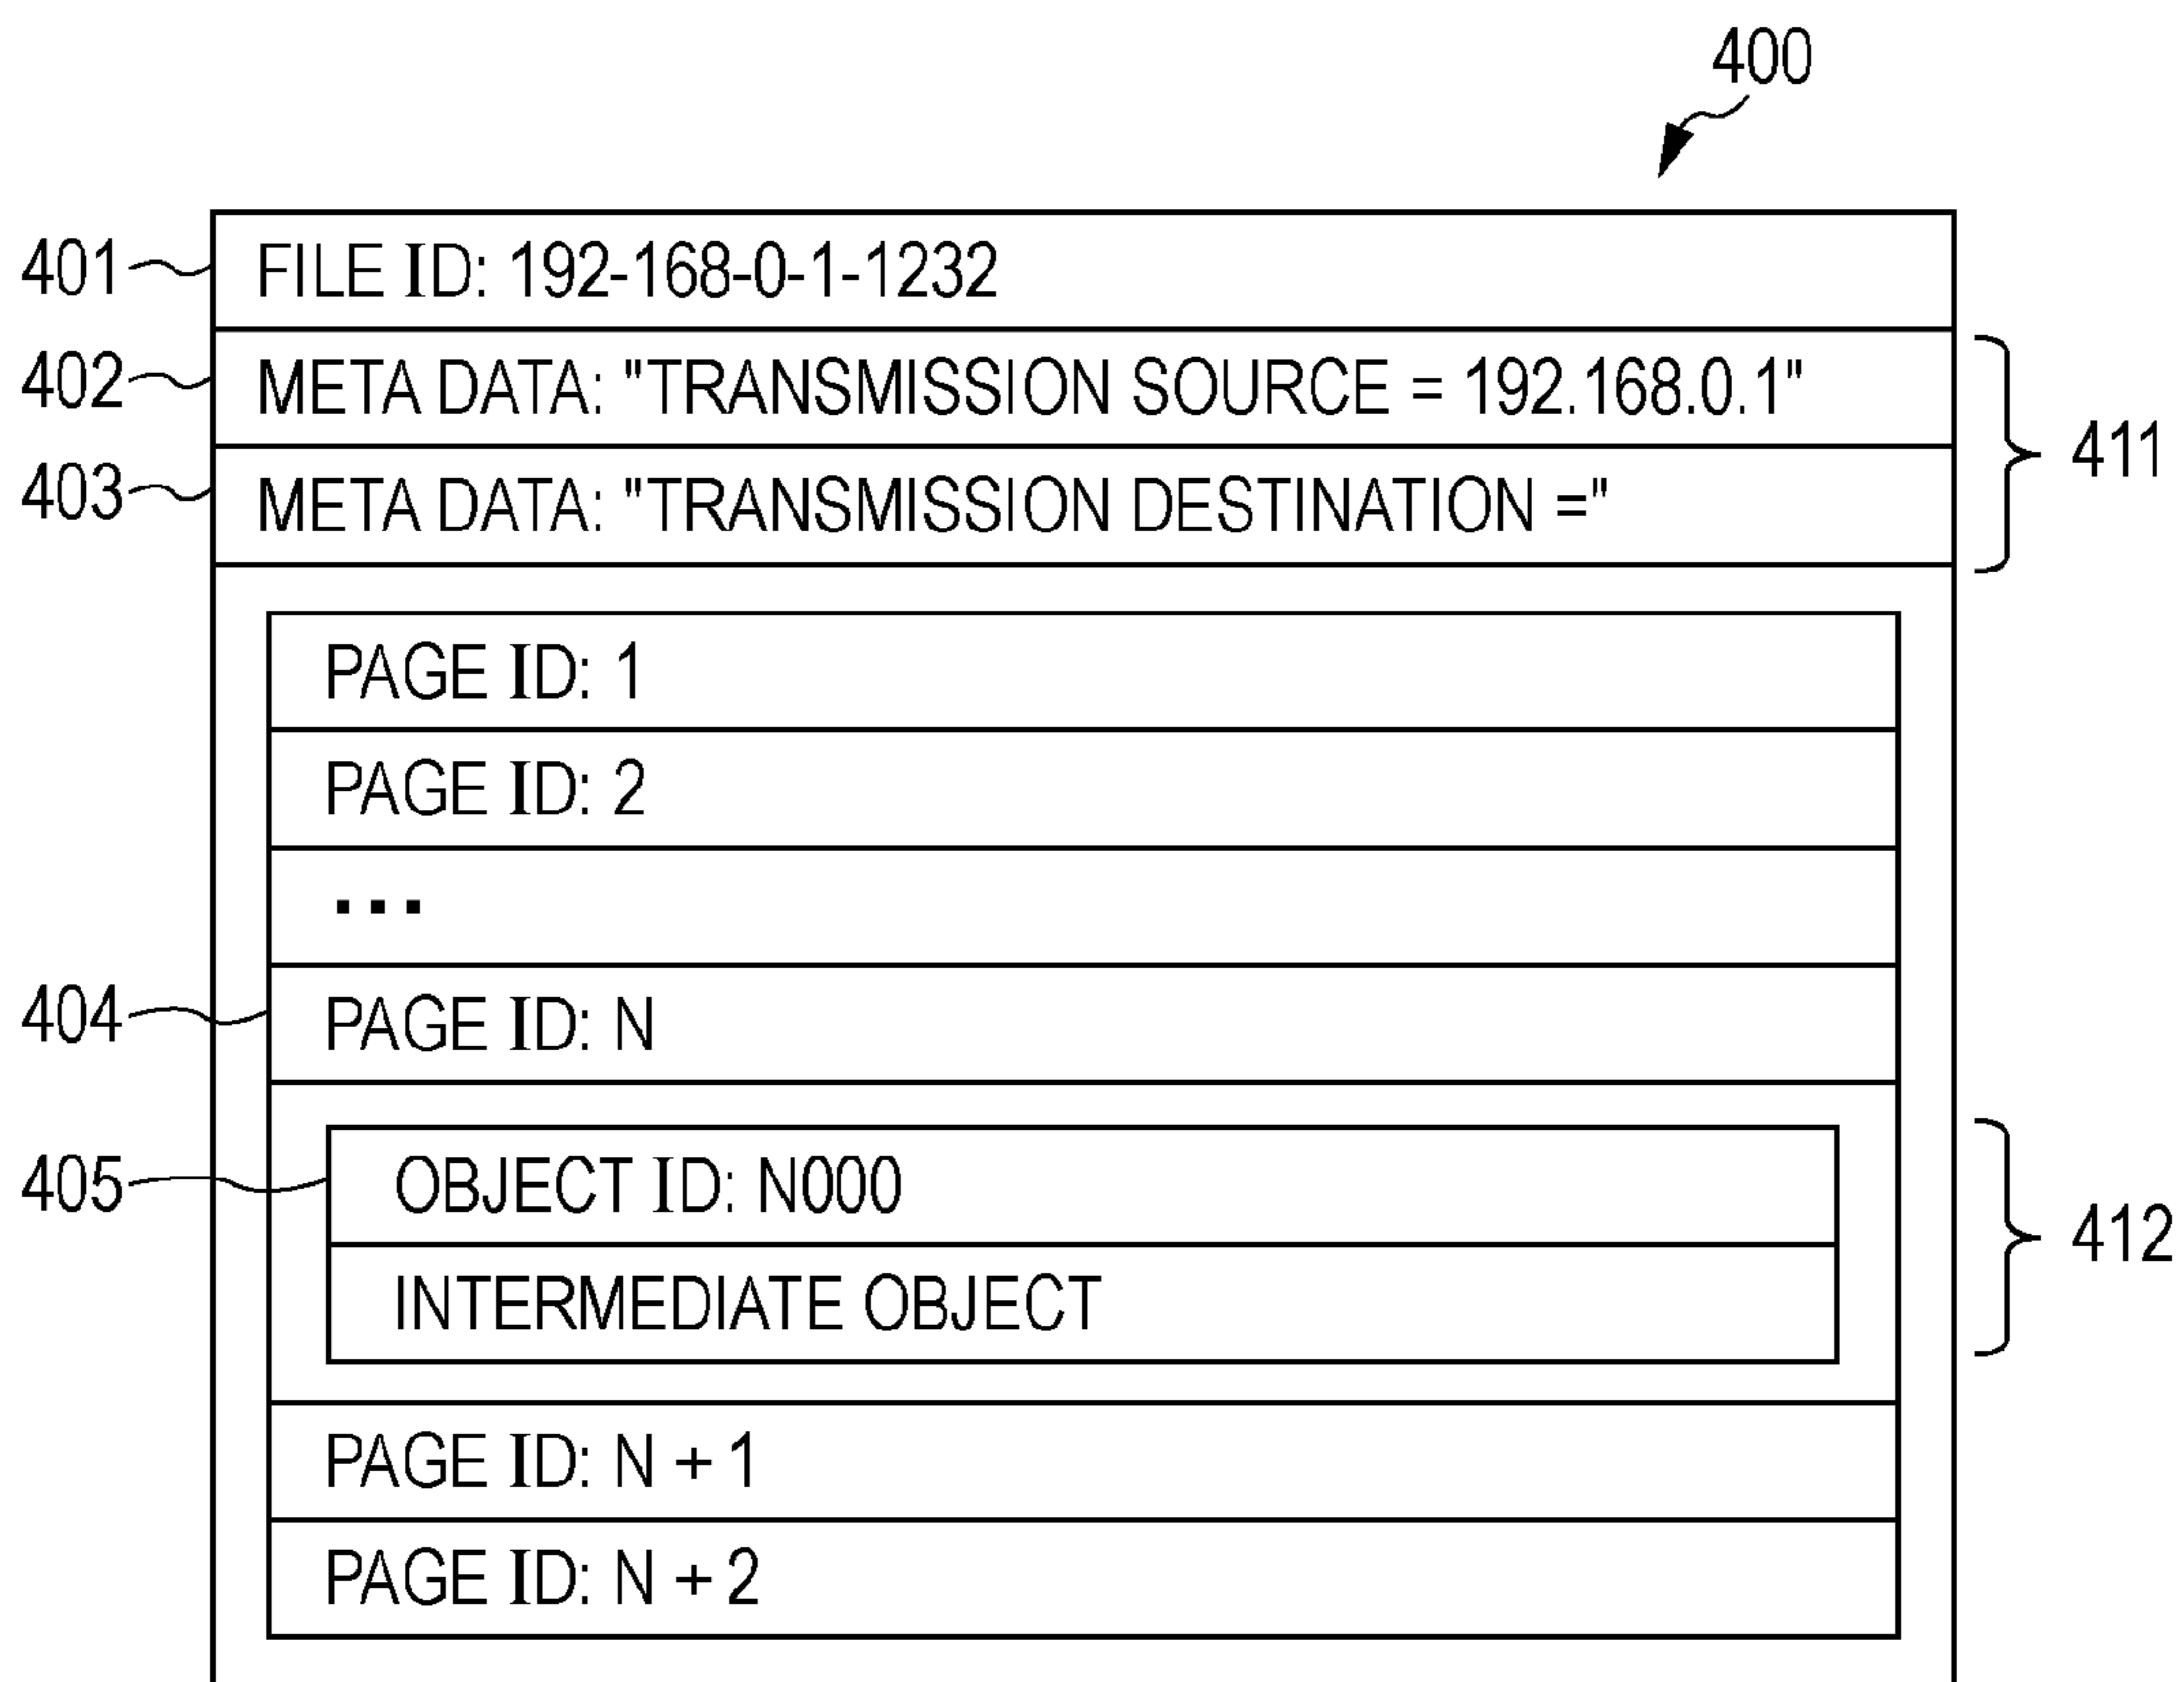 400
401 FILE ID: 192-168-0-1-1232
402 META DATA: "TRANSMISSION SOURCE = 192.168.0.1"
411
403 META DATA: "TRANSMISSION DESTINATION ="
PAGE ID: 1
PAGE ID: 2
...
404 PAGE ID: N
405 OBJECT ID: N000
412
INTERMEDIATE OBJECT
PAGE ID: N + 1
PAGE ID: N + 2